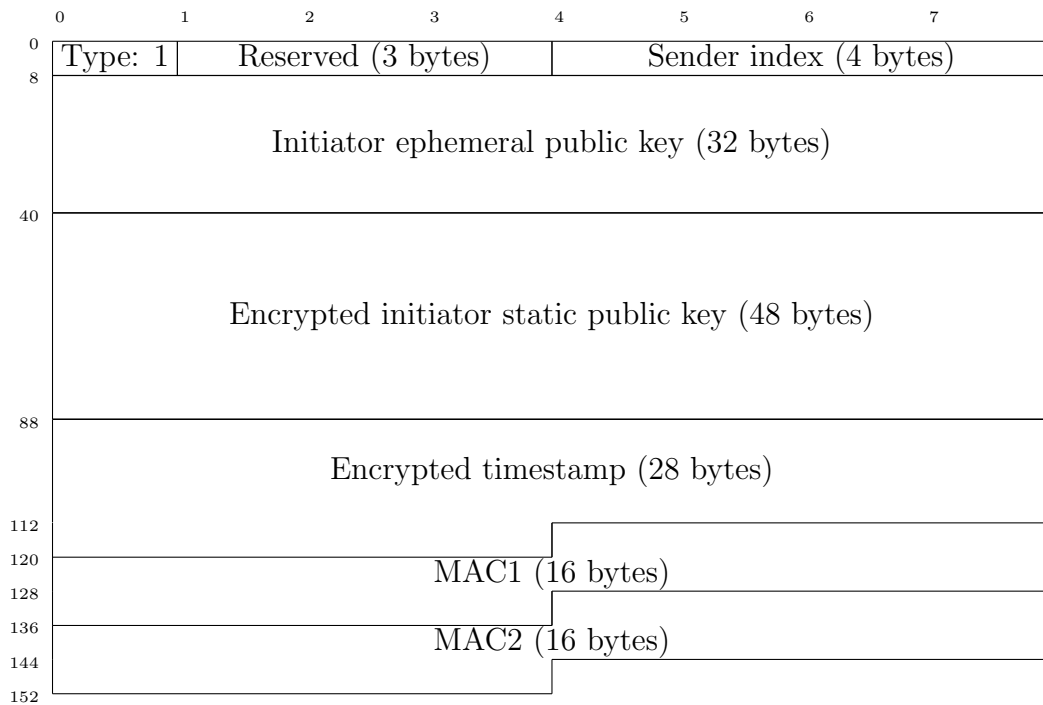 0 1 2 3 4 5 6 7
0 Type: 1 Reserved (3 bytes) Sender index (4 bytes)
8
Initiator ephemeral public key (32 bytes)
40
Encrypted initiator static public key (48 bytes)
88
Encrypted timestamp (28 bytes)
112
120
MAC1 (16 bytes)
128
136
MAC2 (16 bytes)
144
152